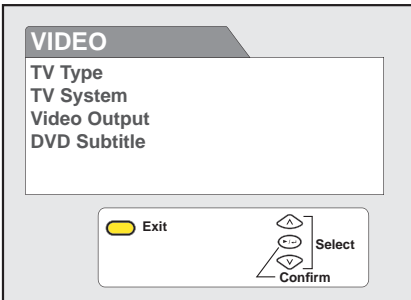 VIDEO
TV Type
TV System
Video Output
DVD Subtitle
Exit
Select
Confirm